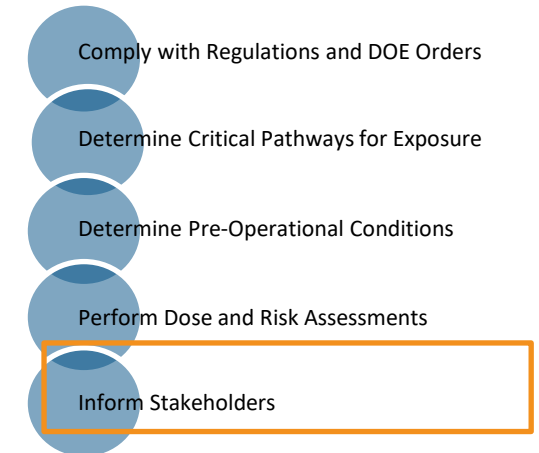 Comply with Regulations and DOE Orders
Determine Critical Pathways for Exposure
Determine Pre-Operational Conditions
Perform Dose and Risk Assessments
Inform Stakeholders